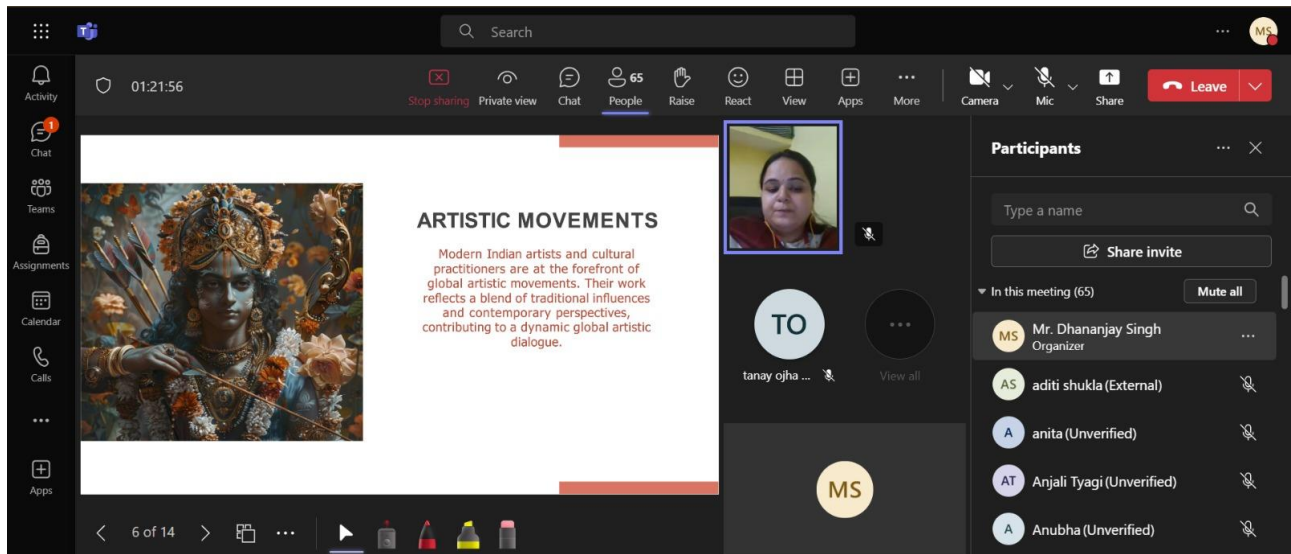 Search
MS
Activity
Chat
1
Teams
Assignments
Calendar
Calls
Apps
01:21:56
Stop sharing
Private view
Chat
65
People
Raise
React
View
Apps
More
Camera
Mic
Share
Leave
ARTISTIC MOVEMENTS
Modern Indian artists and cultural
practitioners are at the forefront of
global artistic movements. Their work
reflects a blend of traditional influences
and contemporary perspectives,
contributing to a dynamic global artistic
dialogue.
6 of 14
TO
tanay ojha ...
View all
MS
Participants
Type a name
Share invite
In this meeting (65)
Mute all
MS
Mr. Dhananjay Singh
Organizer
AS
aditi shukla (External)
A
anita (Unverified)
AT
Anjali Tyagi (Unverified)
A
Anubha (Unverified)